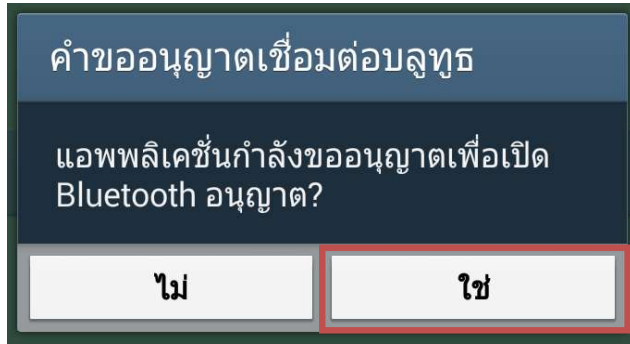 คำขออนุญาตเชื่อมต่อบลูทูธ
แอพพลิเคชั่นกำลังขออนุญาตเพื่อเปิด
Bluetooth อนุญาต?
ไม่
ใช่